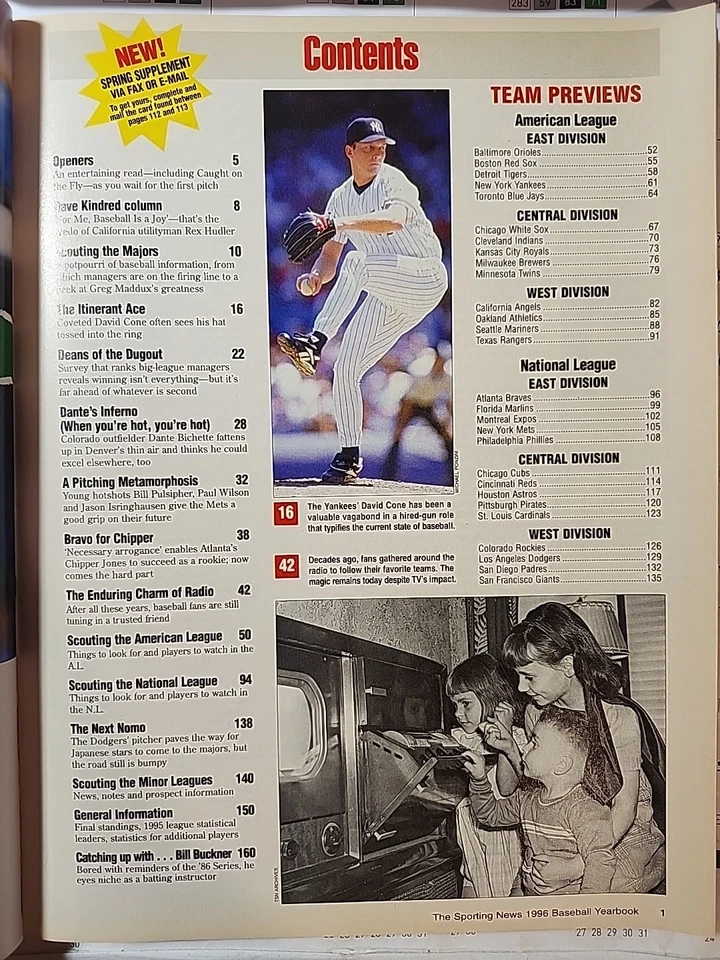 283 59 83 71
NEW!
SPRING SUPPLEMENT
VIA FAX OR E-MAIL
To get yours, complete and
mail the card found between
pages 112 and 113
Contents
Openers 5
An entertaining read—including Caught on
the Fly—as you wait for the first pitch
Dave Kindred column 8
'For Me, Baseball Is a Joy'—that's the
credo of California utilityman Rex Hudler
Scouting the Majors 10
potpourri of baseball information, from
which managers are on the firing line to a
peek at Greg Maddux's greatness
The Itinerant Ace 16
Coveted David Cone often sees his hat
tossed into the ring
Deans of the Dugout 22
Survey that ranks big-league managers
reveals winning isn't everything—but it's
far ahead of whatever is second
Dante's Inferno
(When you're hot, you're hot) 28
Colorado outfielder Dante Bichette fattens
up in Denver's thin air and thinks he could
excel elsewhere, too
A Pitching Metamorphosis 32
Young hotshots Bill Pulsipher, Paul Wilson
and Jason Isringhausen give the Mets a
good grip on their future
Bravo for Chipper 38
'Necessary arrogance' enables Atlanta's
Chipper Jones to succeed as a rookie; now
comes the hard part
The Enduring Charm of Radio 42
After all these years, baseball fans are still
tuning in a trusted friend
Scouting the American League 50
Things to look for and players to watch in the
A.L.
Scouting the National League 94
Things to look for and players to watch in
the N.L.
The Next Nomo 138
The Dodgers' pitcher paves the way for
Japanese stars to come to the majors, but
the road still is bumpy
Scouting the Minor Leagues 140
News, notes and prospect information
General Information 150
Final standings, 1995 league statistical
leaders, statistics for additional players
Catching up with . . . Bill Buckner 160
Bored with reminders of the '86 Series, he
eyes niche as a batting instructor
MICHAEL PONZINI
16 The Yankees' David Cone has been a
valuable vagabond in a hired-gun role
that typifies the current state of baseball.
42 Decades ago, fans gathered around the
radio to follow their favorite teams. The
magic remains today despite TV's impact.
TEAM PREVIEWS
American League
EAST DIVISION
Baltimore Orioles 52
Boston Red Sox 55
Detroit Tigers 58
New York Yankees 61
Toronto Blue Jays 64
CENTRAL DIVISION
Chicago White Sox 67
Cleveland Indians 70
Kansas City Royals 73
Milwaukee Brewers 76
Minnesota Twins 79
WEST DIVISION
California Angels 82
Oakland Athletics 85
Seattle Mariners 88
Texas Rangers 91
National League
EAST DIVISION
Atlanta Braves 96
Florida Marlins 99
Montreal Expos 102
New York Mets 105
Philadelphia Phillies 108
CENTRAL DIVISION
Chicago Cubs 111
Cincinnati Reds 114
Houston Astros 117
Pittsburgh Pirates 120
St. Louis Cardinals 123
WEST DIVISION
Colorado Rockies 126
Los Angeles Dodgers 129
San Diego Padres 132
San Francisco Giants 135
TSN ARCHIVES
The Sporting News 1996 Baseball Yearbook 1
27 28 29 30 31